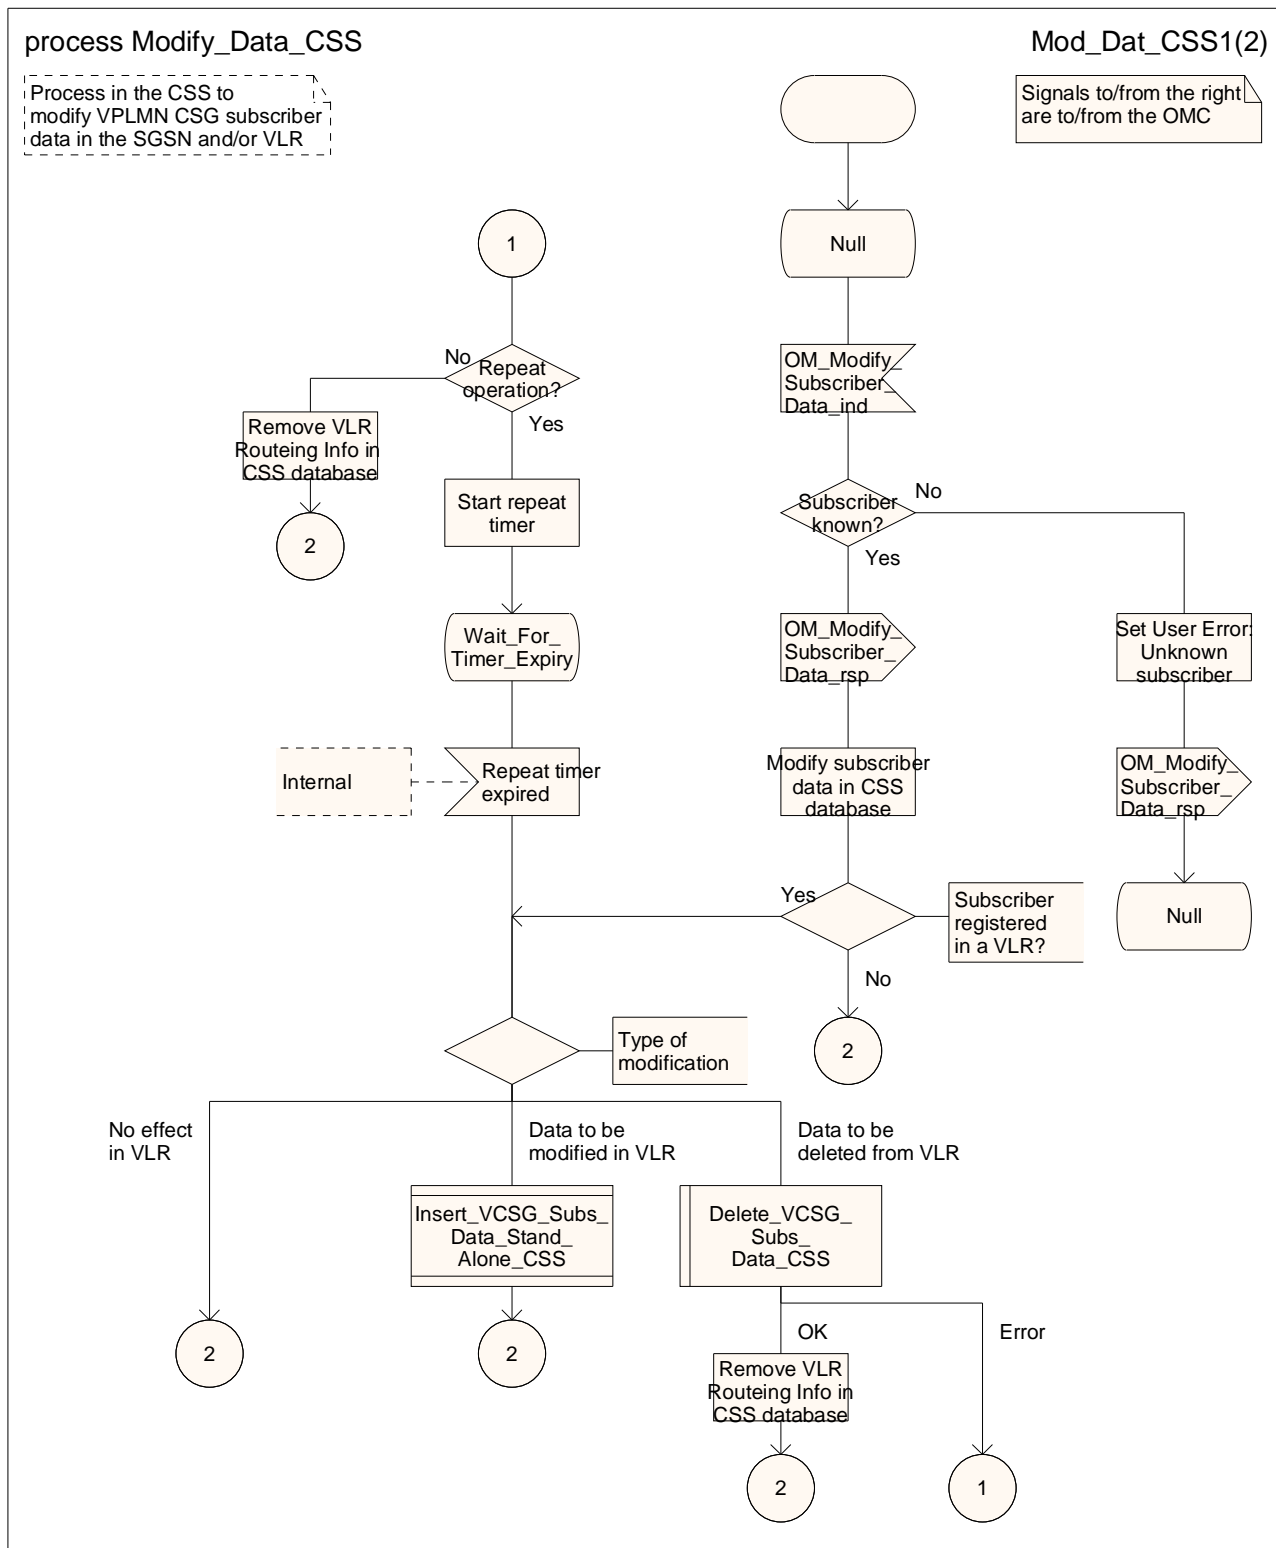 process Modify_Data_CSS
Mod_Dat_CSS1(2)
Process in the CSS to
modify VPLMN CSG subscriber
data in the SGSN and/or VLR
Signals to/from the right
are to/from the OMC
Null
1
OM_Modify_
Subscriber_
Data_ind
No
Repeat
operation?
Yes
Remove VLR
Routeing Info in
CSS database
2
Start repeat
timer
Subscriber
known?
No
Yes
Wait_For_
Timer_Expiry
OM_Modify_
Subscriber_
Data_rsp
Set User Error:
Unknown
subscriber
Internal
Repeat timer
expired
Modify subscriber
data in CSS
database
OM_Modify_
Subscriber_
Data_rsp
Yes
Subscriber
registered
in a VLR?
Null
No
2
Type of
modification
No effect
in VLR
Data to be
modified in VLR
Data to be
deleted from VLR
Insert_VCSG_Subs_
Data_Stand_
Alone_CSS
Delete_VCSG_
Subs_
Data_CSS
2
2
OK
Error
Remove VLR
Routeing Info in
CSS database
2
1